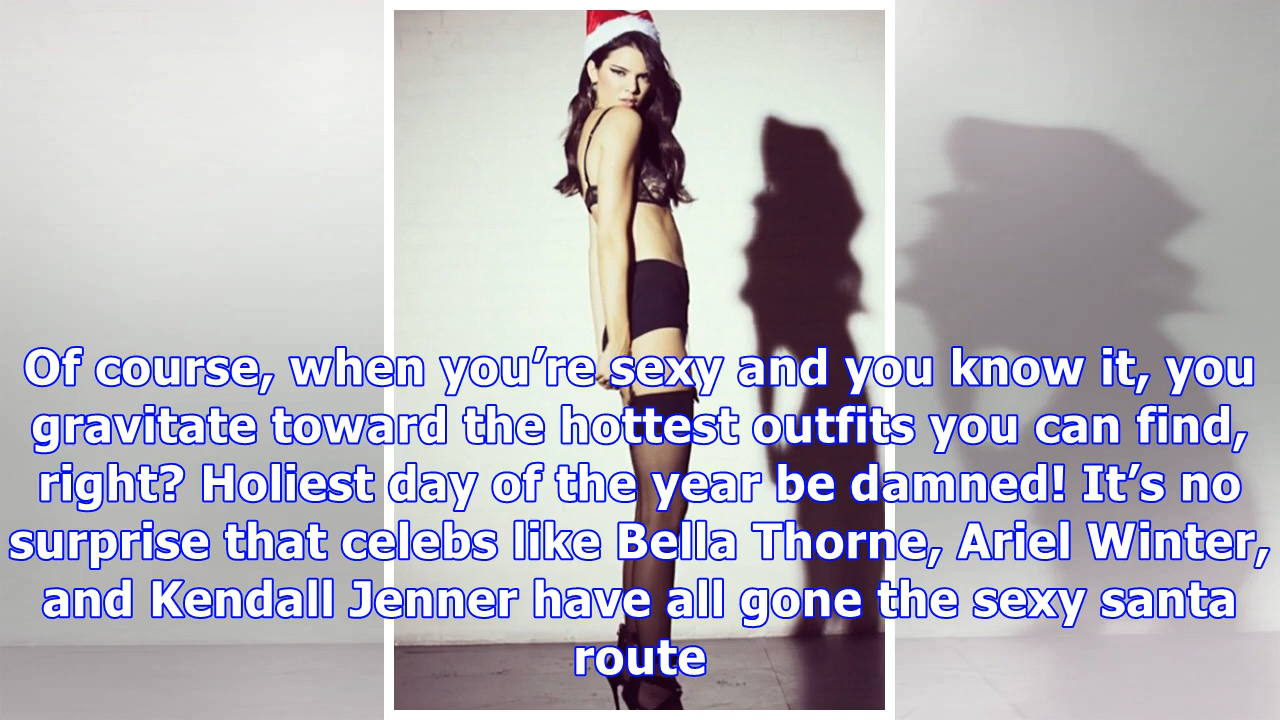 Of course, when you’re sexy and you know it, you
gravitate toward the hottest outfits you can find,
right? Holiest day of the year be damned! It’s no
surprise that celebs like Bella Thorne, Ariel Winter,
and Kendall Jenner have all gone the sexy santa
route